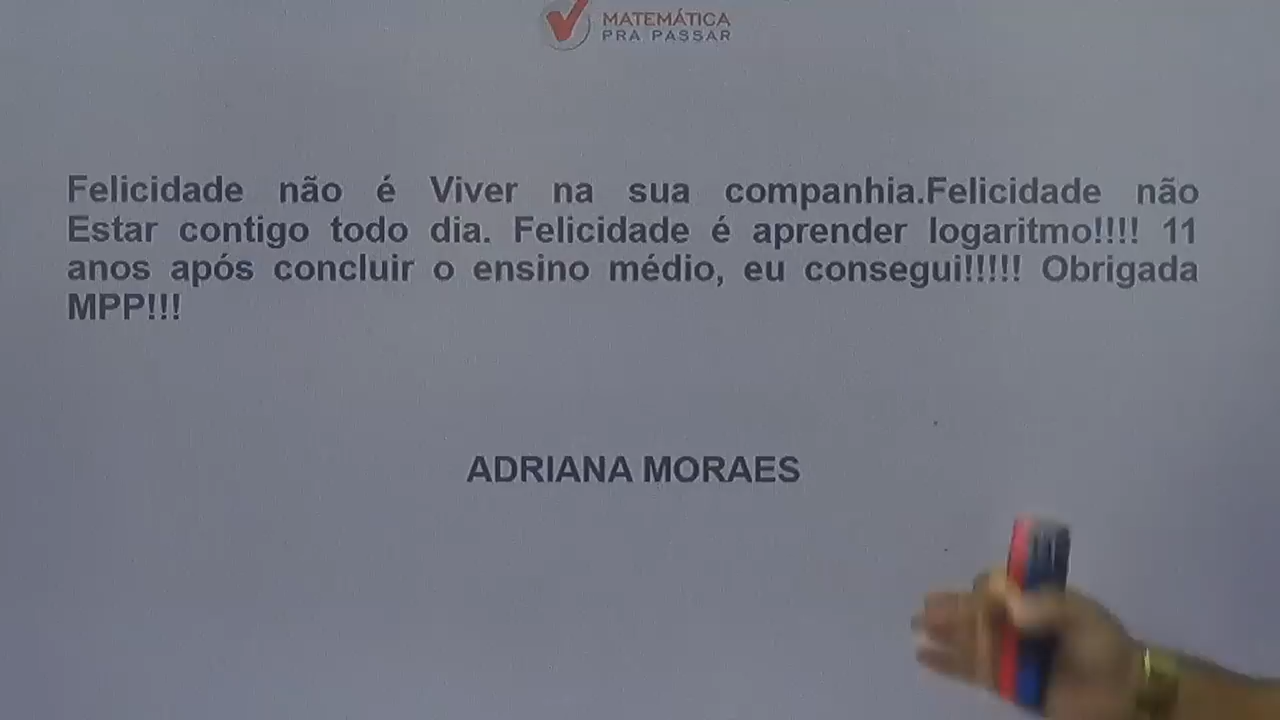 MATEMÁTICA
PRA PASSAR
Felicidade não é Viver na sua companhia.Felicidade não
Estar contigo todo dia. Felicidade é aprender logaritmo!!!! 11
anos após concluir o ensino médio, eu consegui!!!!! Obrigada
MPP!!!
ADRIANA MORAES